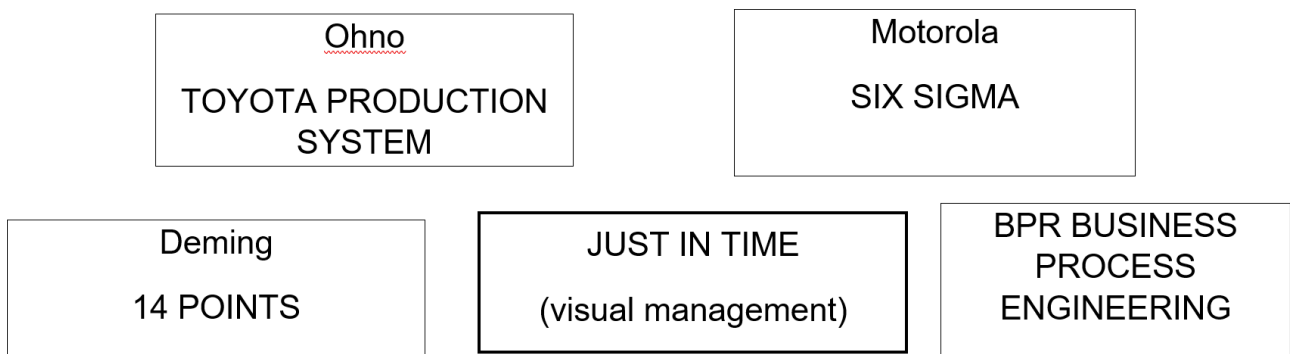 Ohno
TOYOTA PRODUCTION
SYSTEM
Motorola
SIX SIGMA
Deming
14 POINTS
JUST IN TIME
(visual management)
BPR BUSINESS
PROCESS
ENGINEERING